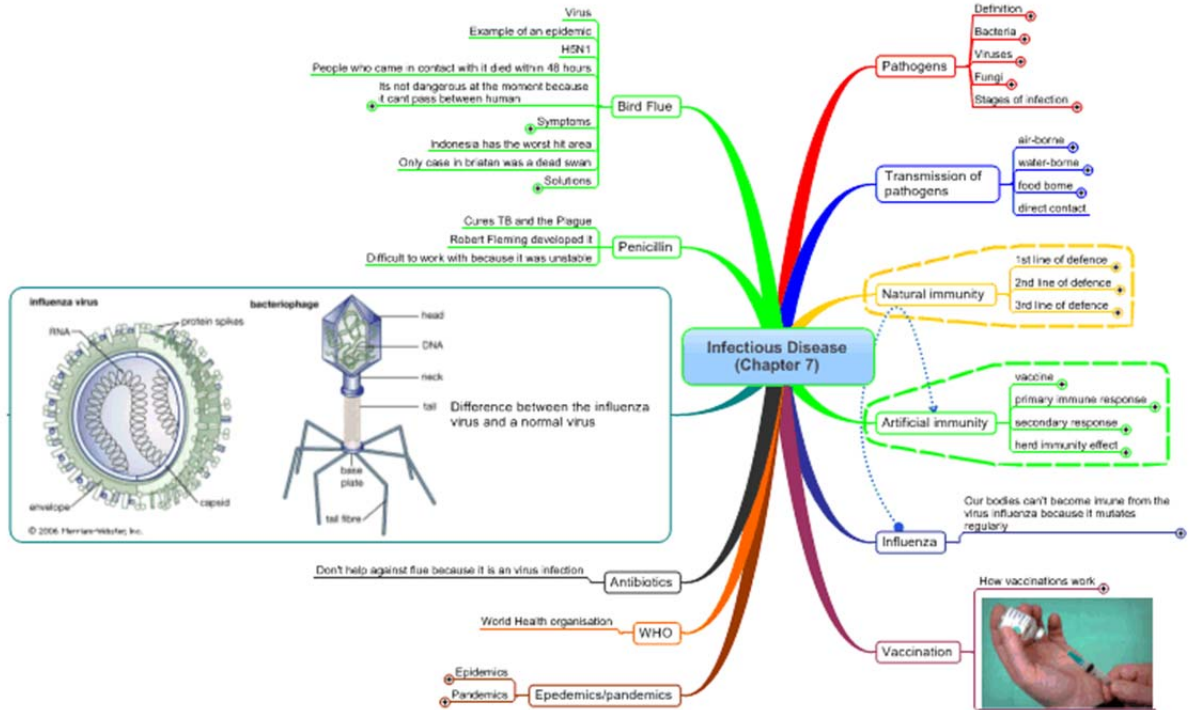 Infectious Disease
(Chapter 7)
Pathogens
Definition
Bacteria
Viruses
Fungi
Stages of infection
Transmission of
pathogens
air-borne
water-borne
food borne
direct contact
Natural immunity
1st line of defence
2nd line of defence
3rd line of defence
Artificial immunity
vaccine
primary immune response
secondary response
herd immunity effect
Influenza
Our bodies can't become imune from the
virus influenza because it mutates
regularly
Vaccination
How vaccinations work
Bird Flue
Virus
Example of an epidemic
H5N1
People who came in contact with it died within 48 hours
Its not dangerous at the moment because
it cant pass between human
Symptoms
Indonesia has the worst hit area
Only case in briatan was a dead swan
Solutions
Penicillin
Cures TB and the Plague
Robert Fleming developed it
Difficult to work with because it was unstable
influenza virus
RNA
protein spikes
envelope
capsid
© 2006 Merriam-Webster, Inc.
bacteriophage
head
DNA
neck
tail
base
plate
tail fibre
Difference between the influenza
virus and a normal virus
Antibiotics
Don't help against flue because it is an virus infection
WHO
World Health organisation
Epedemics/pandemics
Epidemics
Pandemics